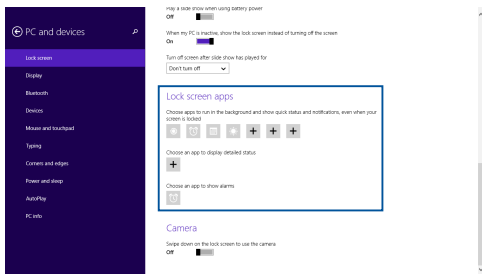 PC and devices
Lock screen
Display
Bluetooth
Devices
Mouse and touchpad
Typing
Corners and edges
Power and sleep
AutoPlay
PC info
Play a slide show when using battery power
Off
When my PC is inactive, show the lock screen instead of turning off the screen
On
Turn off screen after slide show has played for
Don't turn off
Lock screen apps
Choose apps to run in the background and show quick status and notifications, even when your
screen is locked
Choose an app to display detailed status
Choose an app to show alarms
Camera
Swipe down on the lock screen to use the camera
Off